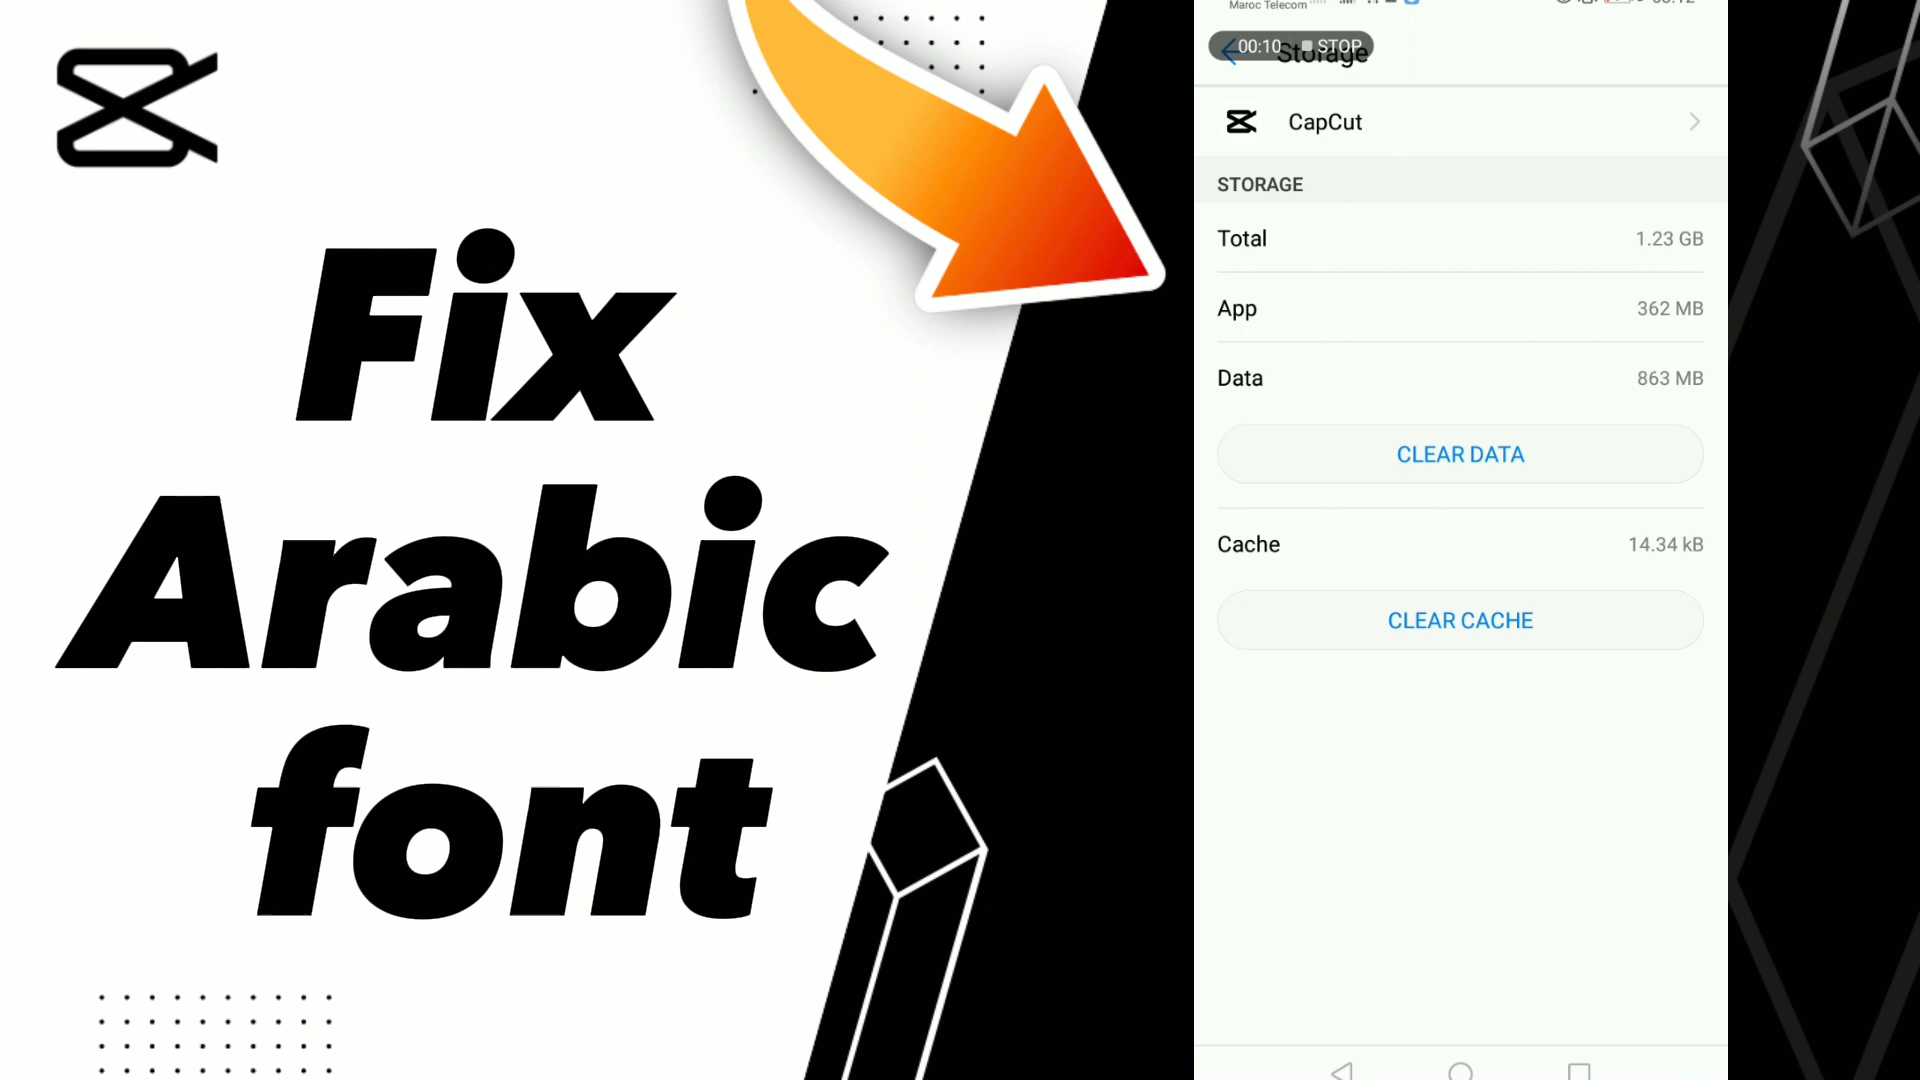 Fix
Arabic
font
Maroc Telecom
00:10 STOP
Storage
CapCut
STORAGE
Total 1.23 GB
App 362 MB
Data 863 MB
CLEAR DATA
Cache 14.34 kB
CLEAR CACHE